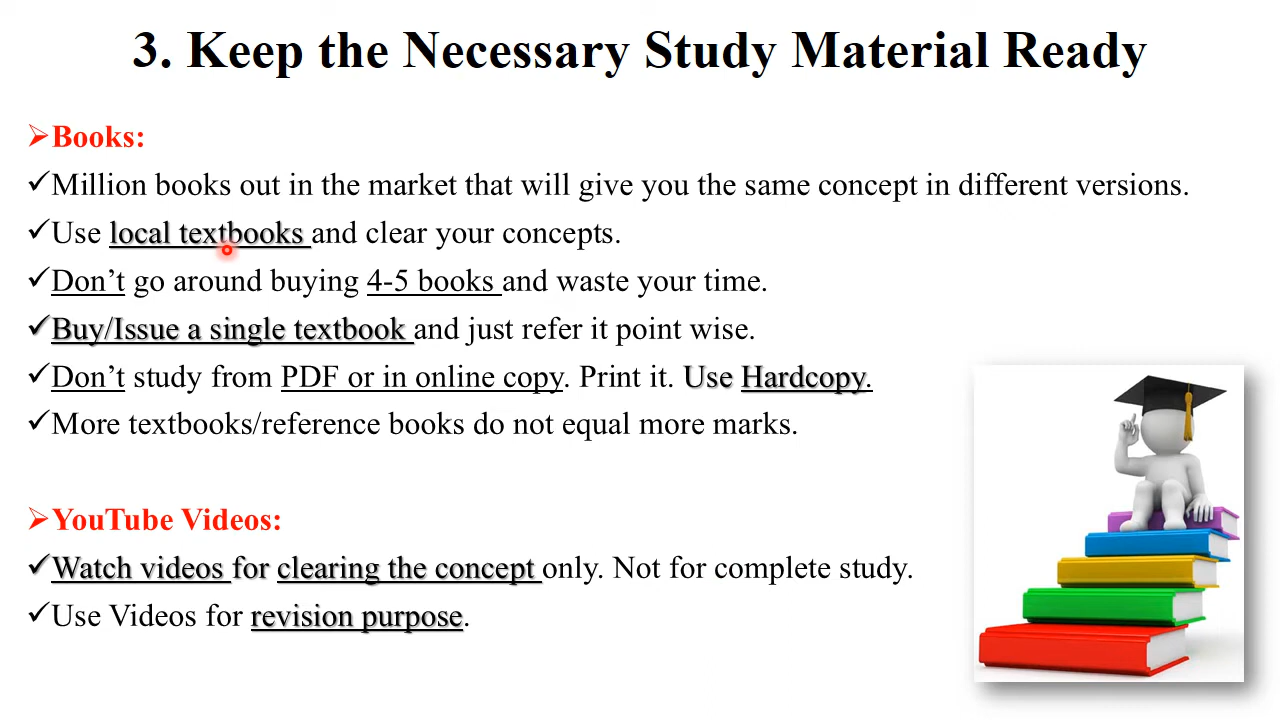 3. Keep the Necessary Study Material Ready
➢Books:
✓Million books out in the market that will give you the same concept in different versions.
✓Use local textbooks and clear your concepts.
✓Don’t go around buying 4-5 books and waste your time.
✓Buy/Issue a single textbook and just refer it point wise.
✓Don’t study from PDF or in online copy. Print it. Use Hardcopy.
✓More textbooks/reference books do not equal more marks.
➢YouTube Videos:
✓Watch videos for clearing the concept only. Not for complete study.
✓Use Videos for revision purpose.